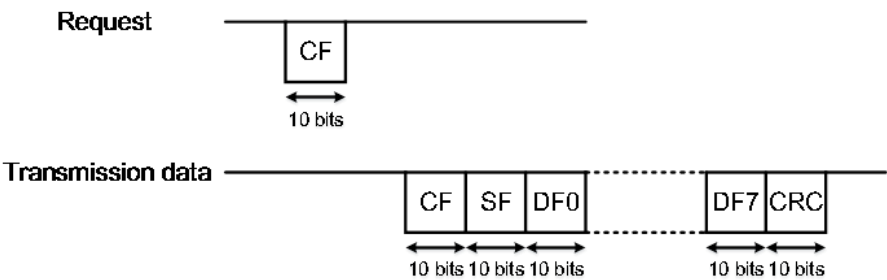 Request
CF
10 bits
Transmission data
CF SF DF0 DF7 CRC
10 bits 10 bits 10 bits 10 bits 10 bits